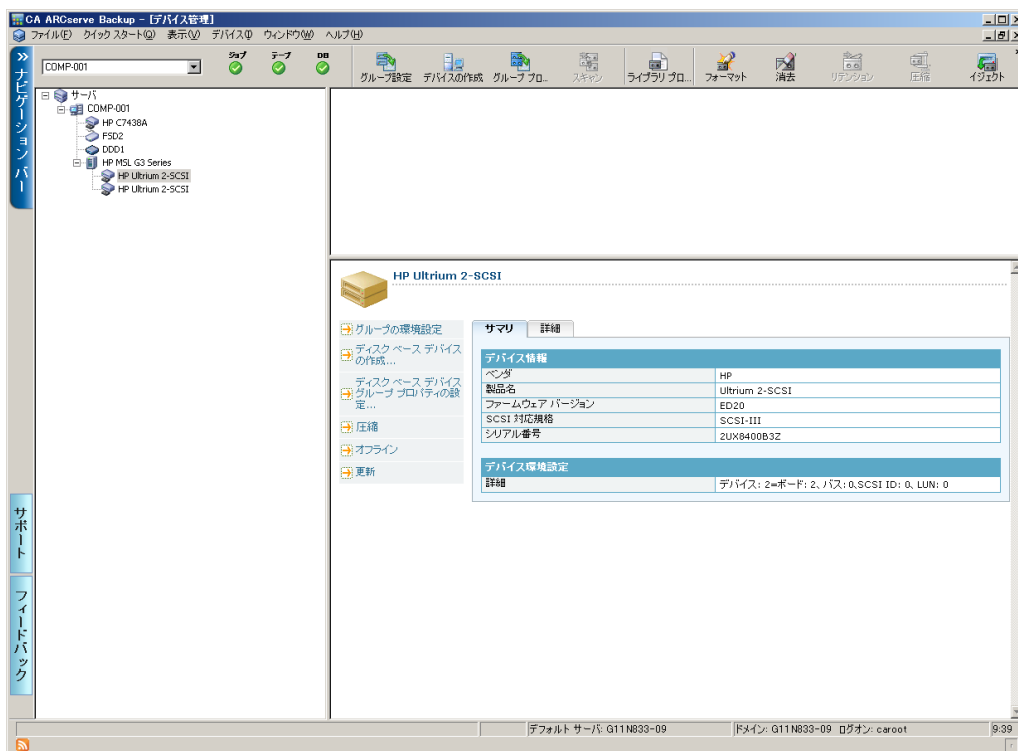 CA ARCserve Backup - [デバイス管理]
ファイル(F) クイック スタート(Q) 表示(V) デバイス(D) ウィンドウ(W) ヘルプ(H)
ナビゲーション バー
COMP-001
ジョブ テープ DB
グループ設定 デバイスの作成 グループ プロ... スキャン ライブラリ プロ... フォーマット 消去 リテンション 圧縮 イジェクト
サーバ
COMP-001
HP C7438A
FSD2
DDD1
HP MSL G3 Series
HP Ultrium 2-SCSI
HP Ultrium 2-SCSI
HP Ultrium 2-SCSI
グループの環境設定
ディスク ベース デバイス
の作成...
ディスク ベース デバイス
グループ プロパティの設
定...
圧縮
オフライン
更新
サマリ 詳細
デバイス情報
ベンダ HP
製品名 Ultrium 2-SCSI
ファームウェア バージョン ED20
SCSI 対応規格 SCSI-III
シリアル番号 2UX8400B3Z
デバイス環境設定
詳細 デバイス: 2=ボード: 2、バス: 0、SCSI ID: 0、LUN: 0
サポート
フィードバック
デフォルト サーバ: G11N833-09 ドメイン: G11N833-09 ログオン: caroot 9:39